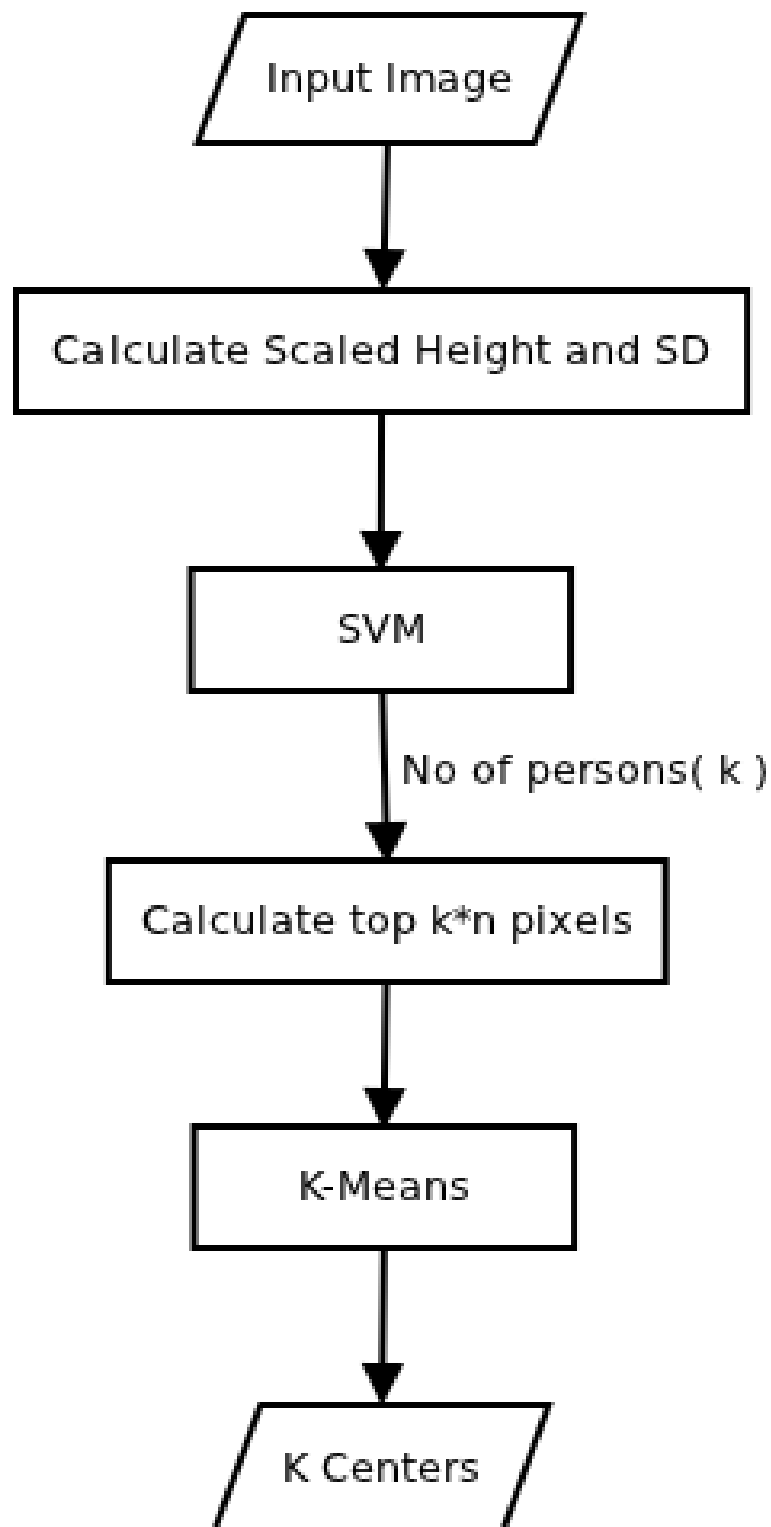 Input Image
Calculate Scaled Height and SD
SVM
No of persons( k )
Calculate top k*n pixels
K-Means
K Centers